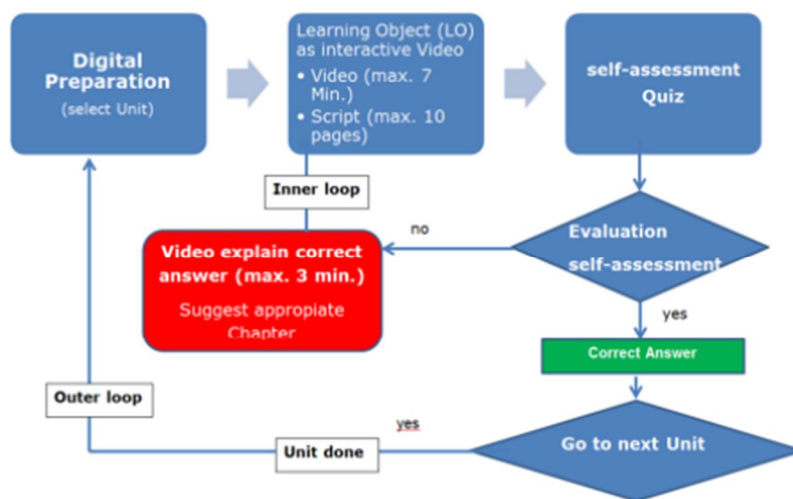 Digital
Preparation
(select Unit)
Learning Object (LO)
as interactive Video
• Video (max. 7
Min.)
• Script (max. 10
pages)
self-assessment
Quiz
Inner loop
no
Evaluation
self-assessment
Video explain correct
answer (max. 3 min.)
Suggest appropiate
Chapter
yes
Correct Answer
Outer loop
yes
Go to next Unit
Unit done